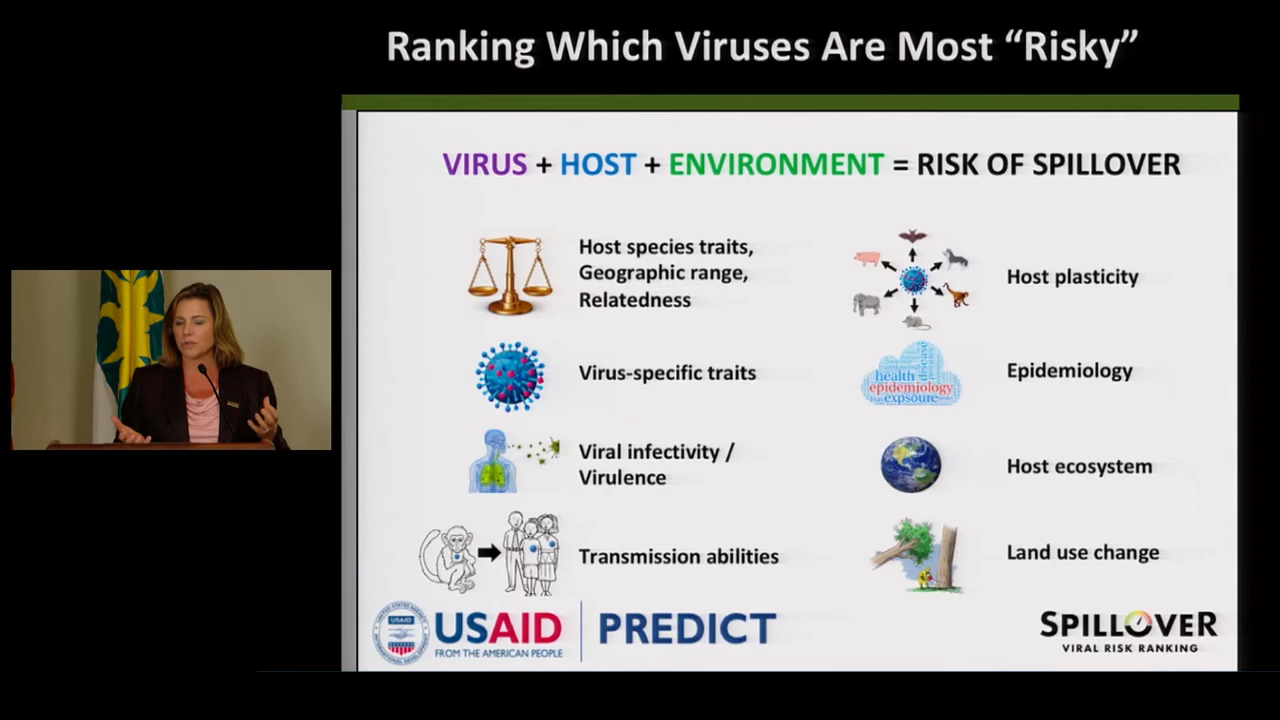 Ranking Which Viruses Are Most “Risky”
VIRUS + HOST + ENVIRONMENT = RISK OF SPILLOVER
Host species traits,
Geographic range,
Relatedness
Host plasticity
Virus-specific traits
Epidemiology
health
disease
epidemiology
exposure
Viral infectivity /
Virulence
Host ecosystem
Transmission abilities
Land use change
USAID
USAID
FROM THE AMERICAN PEOPLE
PREDICT
SPILLOVER
VIRAL RISK RANKING